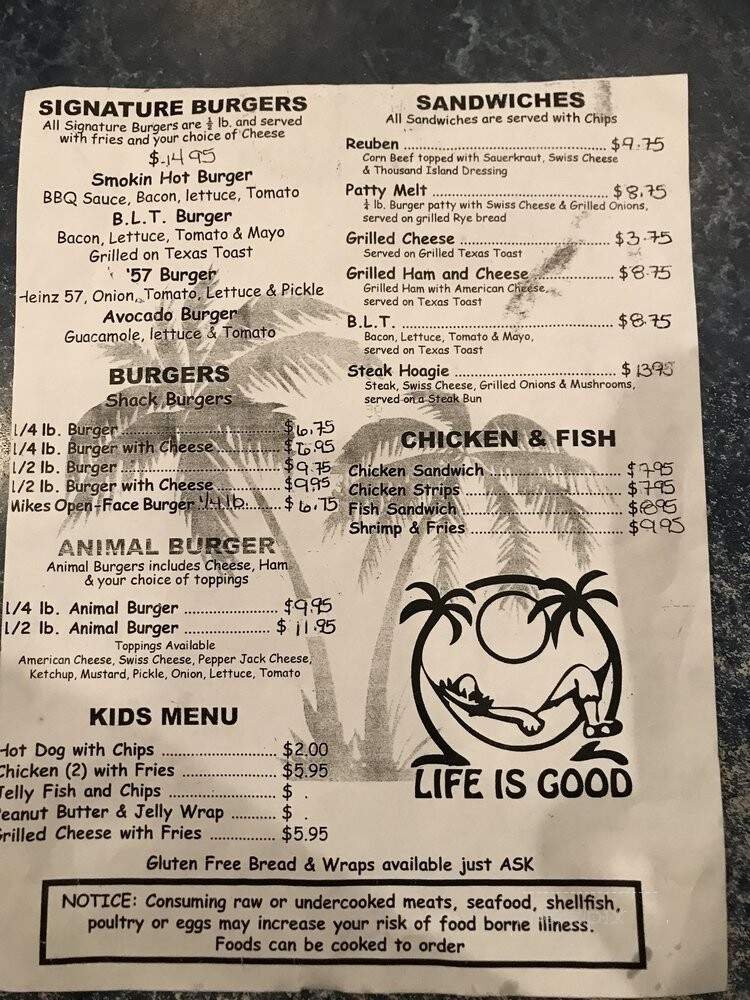 SIGNATURE BURGERS
All Signature Burgers are ½ lb. and served
with fries and your choice of Cheese
$14.95
Smokin Hot Burger
BBQ Sauce, Bacon, lettuce, Tomato
B.L.T. Burger
Bacon, Lettuce, Tomato & Mayo
Grilled on Texas Toast
'57 Burger
Heinz 57, Onion, Tomato, Lettuce & Pickle
Avocado Burger
Guacamole, lettuce & Tomato
BURGERS
Shack Burgers
1/4 lb. Burger ........................ $6.75
1/4 lb. Burger with Cheese ............ $6.95
1/2 lb. Burger ........................ $9.75
1/2 lb. Burger with Cheese ............ $9.95
Mikes Open-Face Burger 1/4 lb. ....... $6.75
ANIMAL BURGER
Animal Burgers includes Cheese, Ham
& your choice of toppings
1/4 lb. Animal Burger ................. $9.95
1/2 lb. Animal Burger ................. $11.95
Toppings Available
American Cheese, Swiss Cheese, Pepper Jack Cheese,
Ketchup, Mustard, Pickle, Onion, Lettuce, Tomato
KIDS MENU
Hot Dog with Chips .................... $2.00
Chicken (2) with Fries ................ $5.95
Jelly Fish and Chips .................. $ .
Peanut Butter & Jelly Wrap ........... $ .
Grilled Cheese with Fries ............. $5.95
SANDWICHES
All Sandwiches are served with Chips
Reuben ................................ $9.75
Corn Beef topped with Sauerkraut, Swiss Cheese
& Thousand Island Dressing
Patty Melt ............................ $8.75
½ lb. Burger patty with Swiss Cheese & Grilled Onions,
served on grilled Rye bread
Grilled Cheese ........................ $3.75
Served on Grilled Texas Toast
Grilled Ham and Cheese ................ $8.75
Grilled Ham with American Cheese,
served on Texas Toast
B.L.T. ................................ $8.75
Bacon, Lettuce, Tomato & Mayo,
served on Texas Toast
Steak Hoagie .......................... $13.95
Steak, Swiss Cheese, Grilled Onions & Mushrooms,
served on a Steak Bun
CHICKEN & FISH
Chicken Sandwich ...................... $7.95
Chicken Strips ........................ $7.95
Fish Sandwich ......................... $8.95
Shrimp & Fries ........................ $9.95
LIFE IS GOOD
Gluten Free Bread & Wraps available just ASK
NOTICE: Consuming raw or undercooked meats, seafood, shellfish,
poultry or eggs may increase your risk of food borne illness.
Foods can be cooked to order